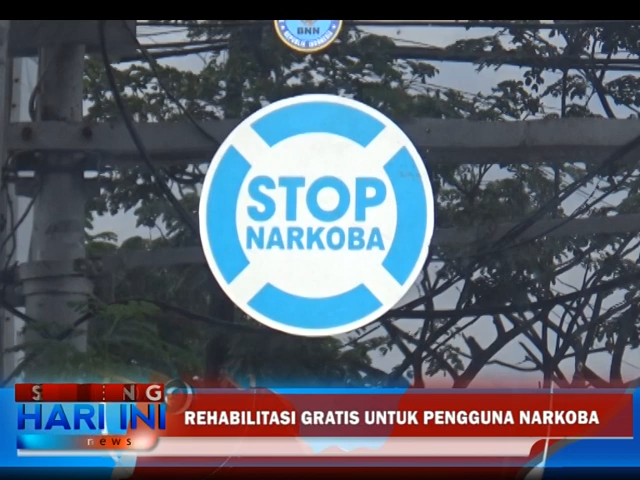 BNN
STOP
NARKOBA
HARI INI
news
REHABILITASI GRATIS UNTUK PENGGUNA NARKOBA